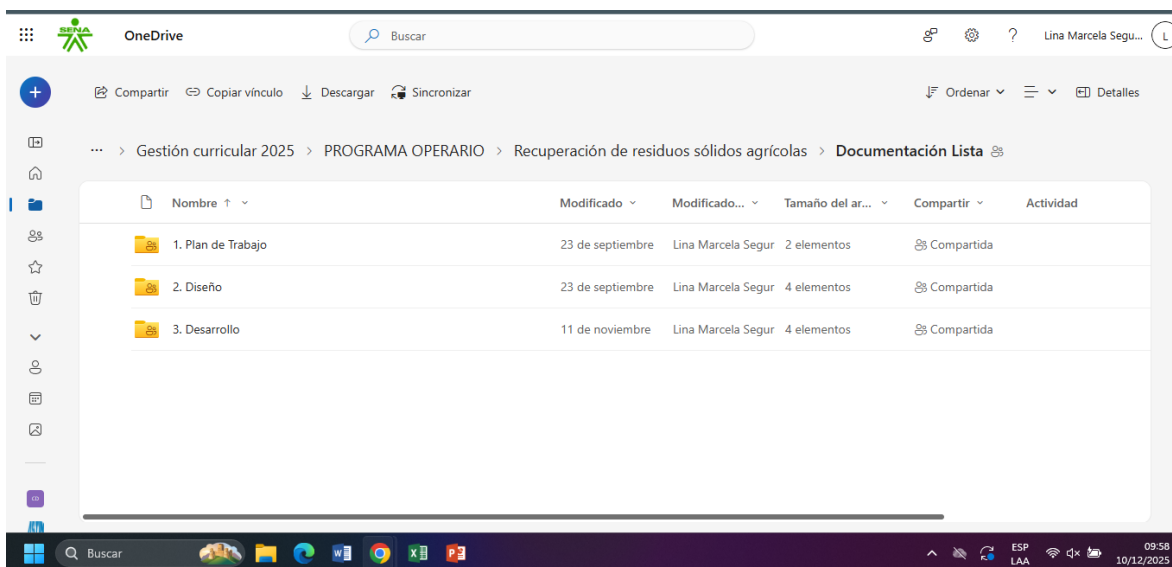 SENA
OneDrive
Buscar
?
Lina Marcela Segu...
L
+
Compartir
Copiar vínculo
Descargar
Sincronizar
Ordenar
Detalles
... > Gestión curricular 2025 > PROGRAMA OPERARIO > Recuperación de residuos sólidos agrícolas > Documentación Lista
Nombre ↑ Modificado Modificado... Tamaño del ar... Compartir Actividad
1. Plan de Trabajo 23 de septiembre Lina Marcela Segur 2 elementos Compartida
2. Diseño 23 de septiembre Lina Marcela Segur 4 elementos Compartida
3. Desarrollo 11 de noviembre Lina Marcela Segur 4 elementos Compartida
Buscar
ESP
LAA
09:58
10/12/2025